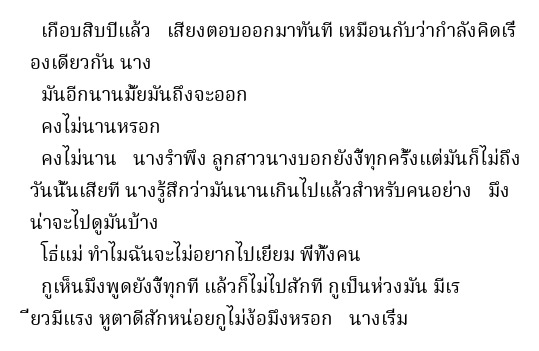 เกือบสิบปีแล้ว   เสียงตอบออกมาทันที เหมือนกับว่ากำลังคิดเรื่
องเดียวกัน นาง
มันอีกนานมั้ยมันถึงจะออก
คงไม่นานหรอก
คงไม่นาน   นางรำพึง ลูกสาวนางบอกยังงี้ทุกครั้งแต่มันก็ไม่ถึง
วันนั้นเสียที นางรู้สึกว่ามันนานเกินไปแล้วสำหรับคนอย่าง   มึง
น่าจะไปดูมันบ้าง
โธ่แม่ ทำไมฉันจะไม่อยากไปเยียม พี่ทั้งคน
กูเห็นมึงพูดยังงี้ทุกที แล้วก็ไม่ไปสักที กูเป็นห่วงมัน มีเร
ี่ยวมีแรง หูตาดีสักหน่อยกูไม่ง้อมึงหรอก   นางเริ่ม